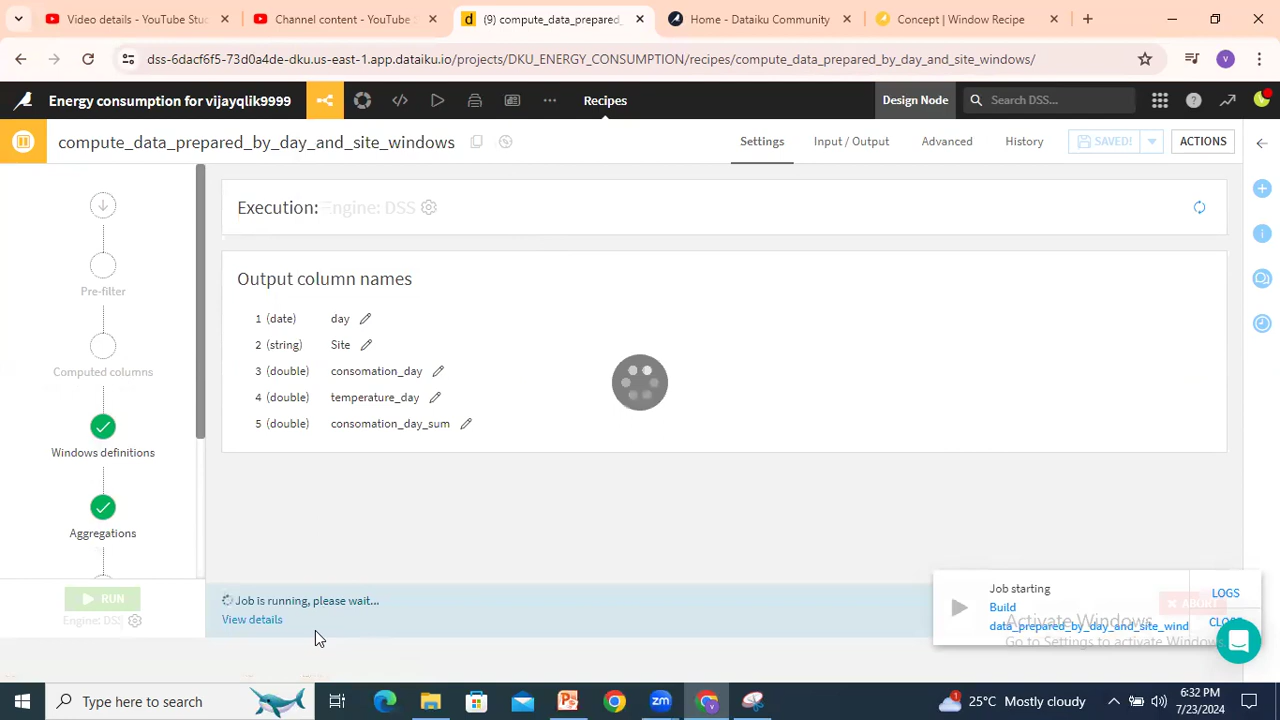 Video details - YouTube Stu
Channel content - YouTube
(9) compute_data_prepared_
Home - Dataiku Community
Concept | Window Recipe
dss-6dacf6f5-73d0a4de-dku.us-east-1.app.dataiku.io/projects/DKU_ENERGY_CONSUMPTION/recipes/compute_data_prepared_by_day_and_site_windows/
Energy consumption for vijayqlik9999
Recipes
Design Node
Search DSS...
compute_data_prepared_by_day_and_site_windows
Settings
Input / Output
Advanced
History
SAVED!
ACTIONS
Execution: Engine: DSS
Output column names
1 (date) day
2 (string) Site
3 (double) consomation_day
4 (double) temperature_day
5 (double) consomation_day_sum
Pre-filter
Computed columns
Windows definitions
Aggregations
RUN
Engine: DSS
Job is running, please wait...
View details
Job starting
Build
data_prepared_by_day_and_site_wind
LOGS
ABORT
CLOSE
Activate Windows
Go to Settings to activate Windows.
Type here to search
25°C Mostly cloudy
6:32 PM
7/23/2024